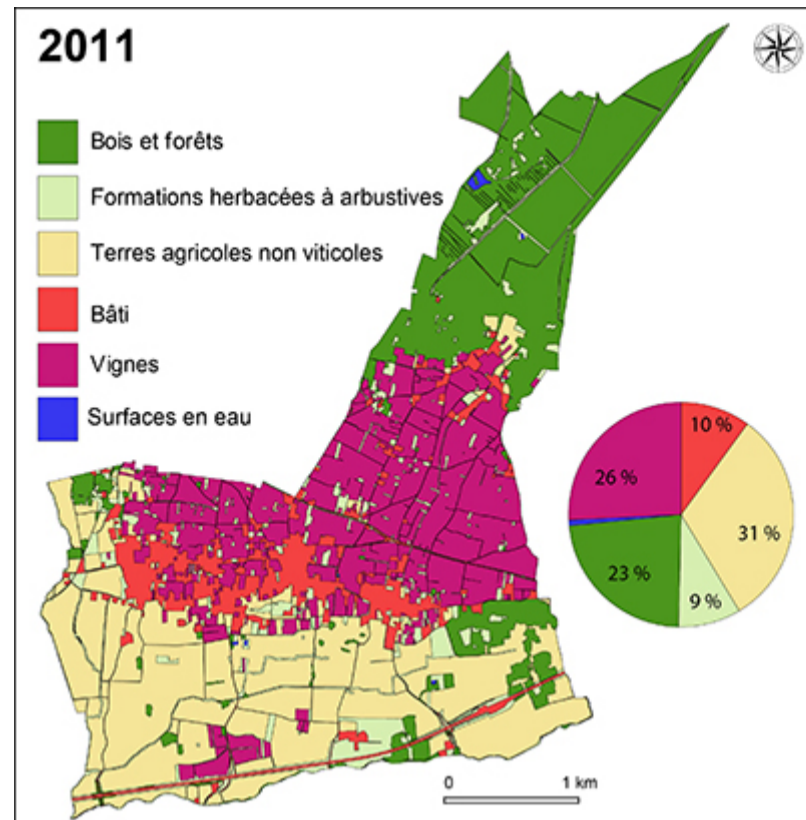 2011
Bois et forêts
Formations herbacées à arbustives
Terres agricoles non viticoles
Bâti
Vignes
Surfaces en eau
10 %
26 %
31 %
23 %
9 %
0 1 km